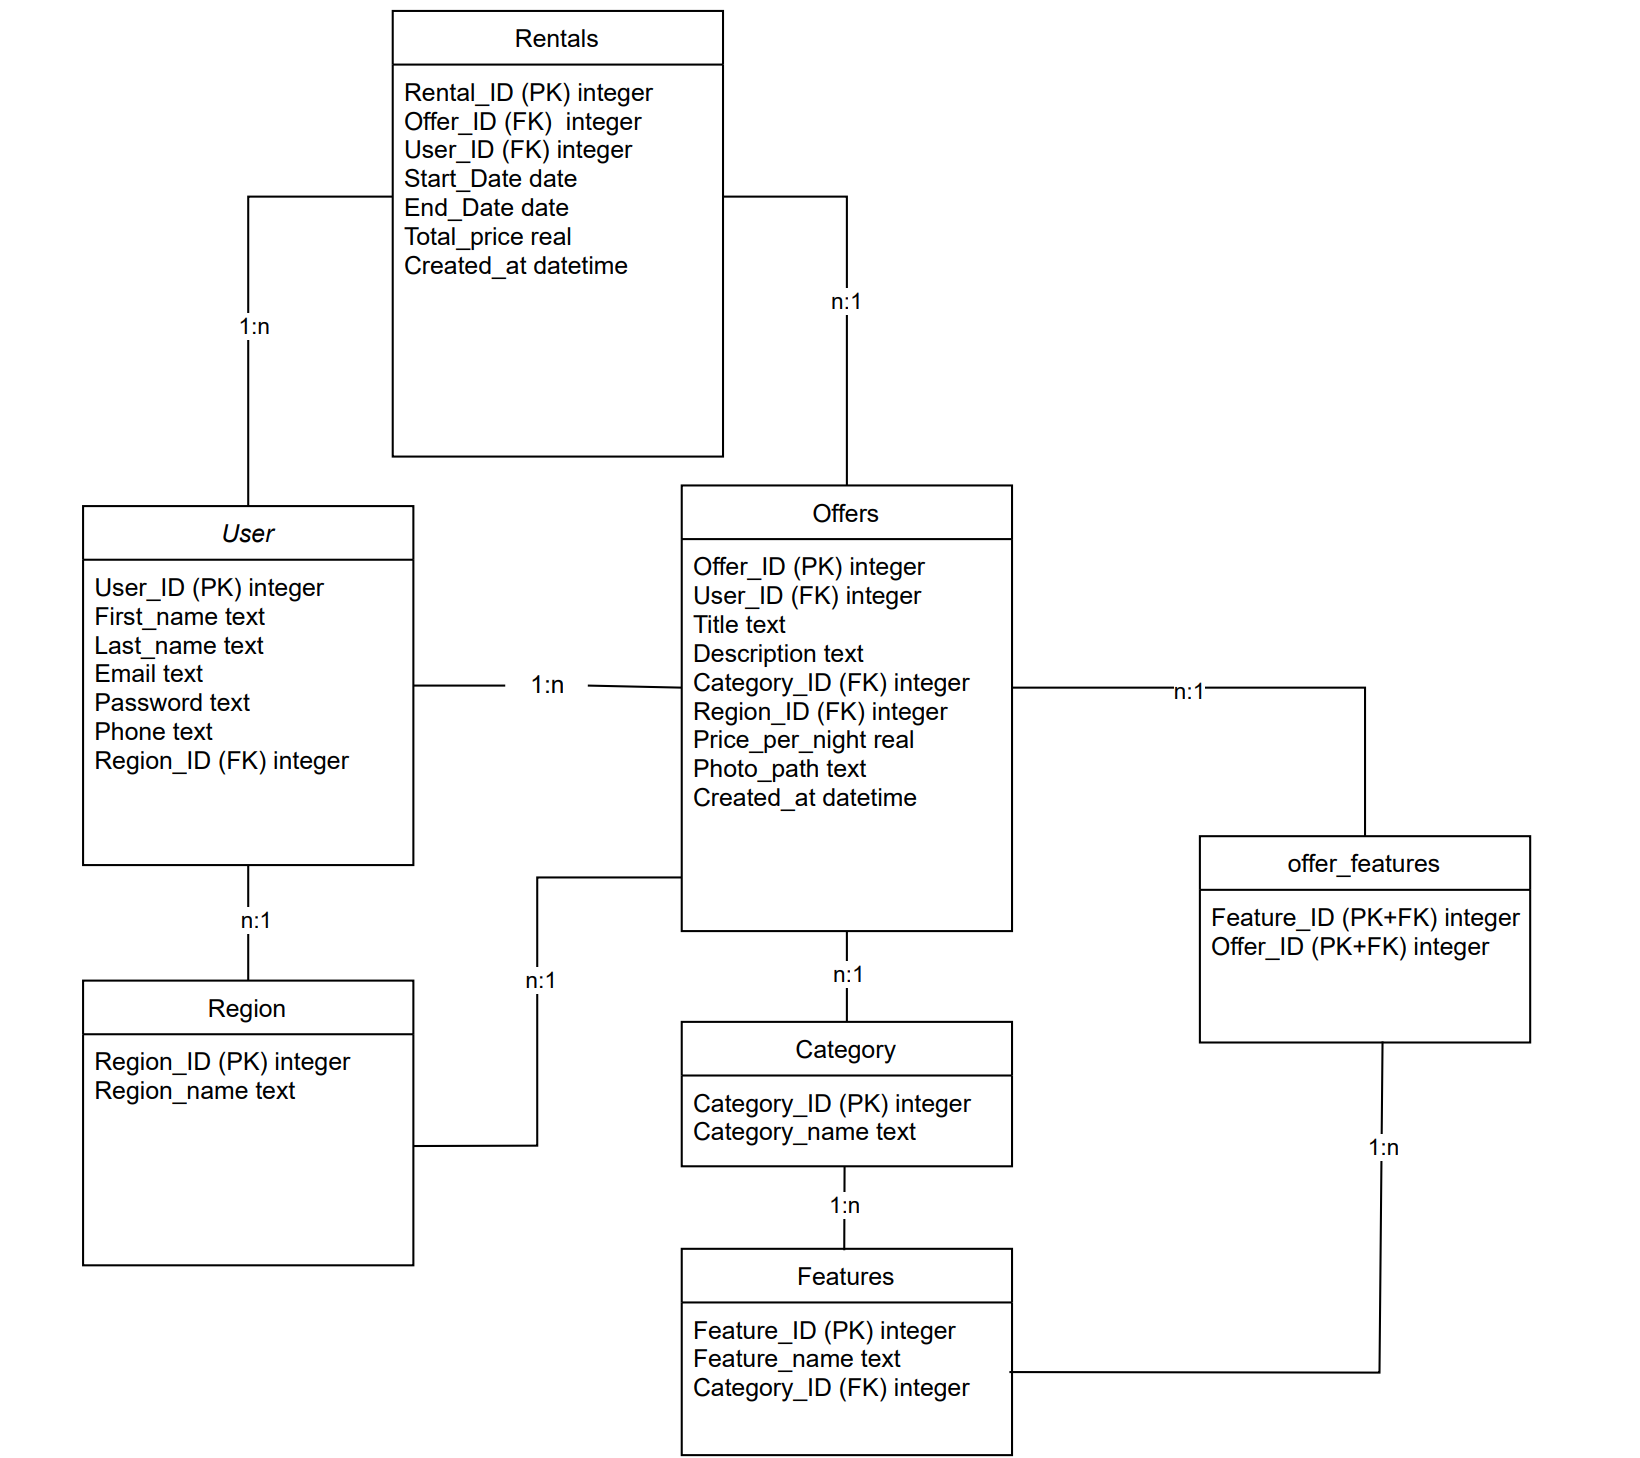 Rentals
Rental_ID (PK) integer
Offer_ID (FK)  integer
User_ID (FK) integer
Start_Date date
End_Date date
Total_price real
Created_at datetime
1:n
n:1
User
User_ID (PK) integer
First_name text
Last_name text
Email text
Password text
Phone text
Region_ID (FK) integer
1:n
Offers
Offer_ID (PK) integer
User_ID (FK) integer
Title text
Description text
Category_ID (FK) integer
Region_ID (FK) integer
Price_per_night real
Photo_path text
Created_at datetime
n:1
offer_features
Feature_ID (PK+FK) integer
Offer_ID (PK+FK) integer
n:1
n:1
n:1
Region
Region_ID (PK) integer
Region_name text
Category
Category_ID (PK) integer
Category_name text
1:n
1:n
Features
Feature_ID (PK) integer
Feature_name text
Category_ID (FK) integer